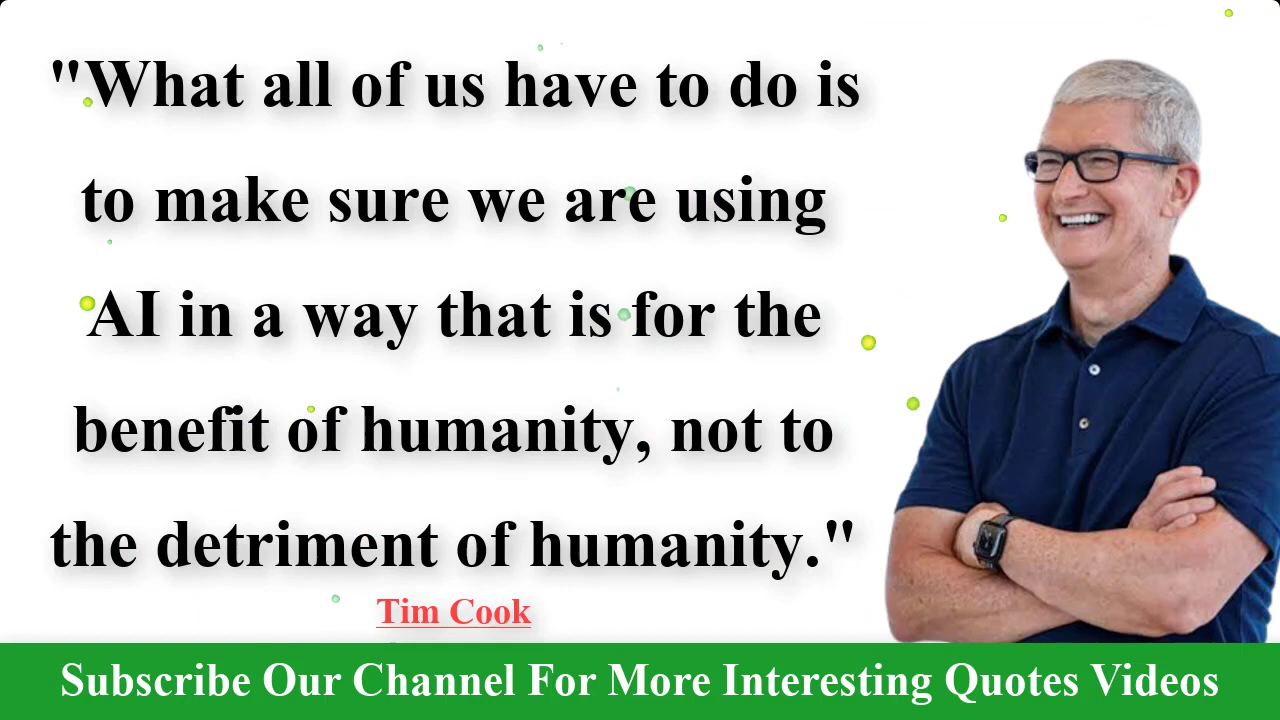 "What all of us have to do is
to make sure we are using
AI in a way that is for the
benefit of humanity, not to
the detriment of humanity."
Tim Cook
Subscribe Our Channel For More Interesting Quotes Videos